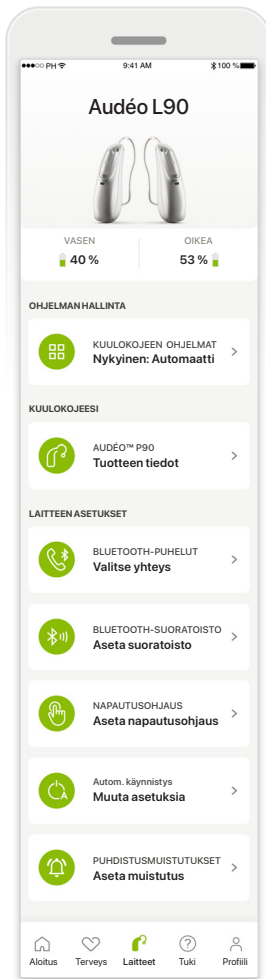 ●●●○○ PH
9:41 AM
100 %
Audéo L90
VASEN
OIKEA
40 %
53 %
OHJELMAN HALLINTA
KUULOKOJEEN OHJELMAT
Nykyinen: Automaatti
KUULOKOJEESI
AUDÉO™ P90
Tuotteen tiedot
LAITTEEN ASETUKSET
BLUETOOTH-PUHELUT
Valitse yhteys
BLUETOOTH-SUORATOISTO
Aseta suoratoisto
NAPAUTUSOHJAUS
Aseta napautusohjaus
Autom. käynnistys
Muuta asetuksia
PUHDISTUSMUISTUTUKSET
Aseta muistutus
Aloitus
Terveys
Laitteet
Tuki
Profiili